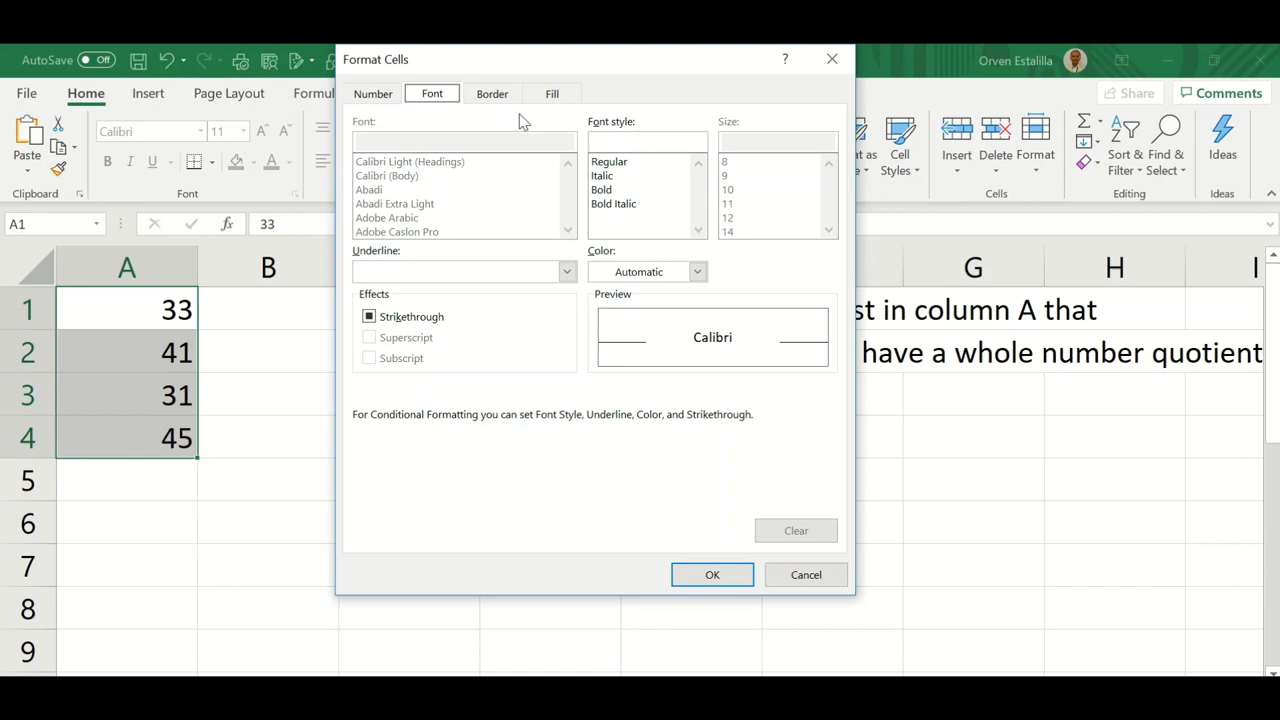 AutoSave Off
Format Cells
?
Orven Estalilla
File Home Insert Page Layout Formul
Number Font Border Fill
Share Comments
Paste
Calibri 11
B I U
Clipboard
Font
Font:
Calibri Light (Headings)
Calibri (Body)
Abadi
Abadi Extra Light
Adobe Arabic
Adobe Caslon Pro
Font style:
Regular
Italic
Bold
Bold Italic
Size:
8
9
10
11
12
14
Underline:
Color:
Automatic
Effects
Strikethrough
Superscript
Subscript
Preview
Calibri
For Conditional Formatting you can set Font Style, Underline, Color, and Strikethrough.
Clear
OK Cancel
at as
Cell
Styles
Insert Delete Format
Cells
Sort &
Filter
Find &
Select
Editing
Ideas
Ideas
A1
fx 33
A B G H I
1 33
2 41
3 31
4 45
5
6
7
8
9
st in column A that
have a whole number quotient